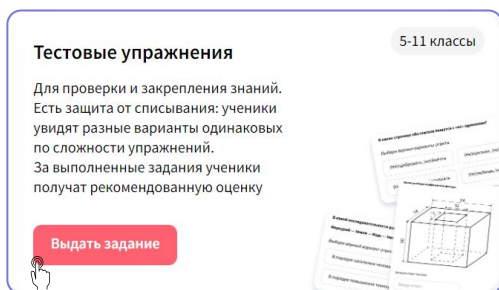 5-11 классы
Тестовые упражнения
Для проверки и закрепления знаний.
Есть защита от списывания: ученики
увидят разные варианты одинаковых
по сложности упражнений.
За выполненные задания ученики
получат рекомендованную оценку
Выдать задание